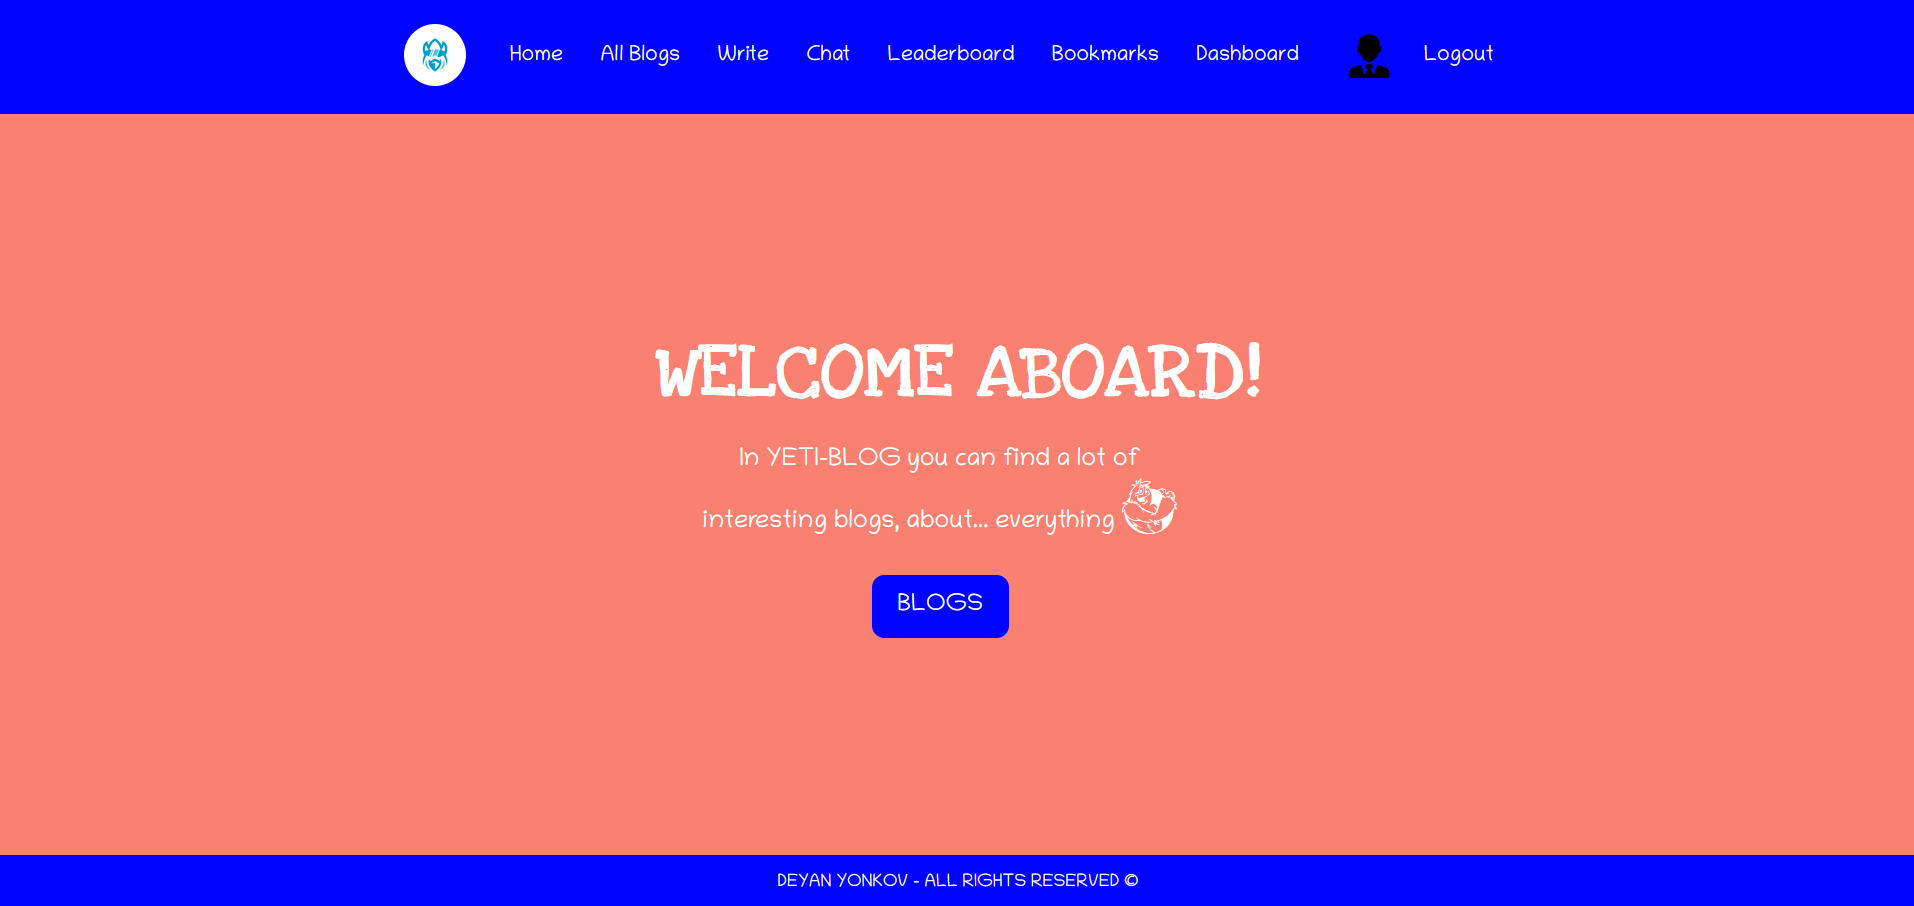 Home All Blogs Write Chat Leaderboard Bookmarks Dashboard Logout
WELCOME ABOARD!
In YETI-BLOG you can find a lot of
interesting blogs, about... everything
BLOGS
DEYAN YONKOV - ALL RIGHTS RESERVED ©